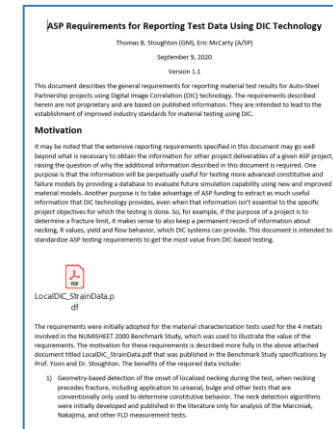 ASP Requirements for Reporting Test Data Using DIC Technology
Thomas B. Stoughton (GM), Eric McCarty (A/SP)
September 9, 2020
Version 1.1
This document describes the general requirements for reporting material test results for Auto-Steel
Partnership projects using Digital Image Correlation (DIC) technology. The requirements described
herein are not proprietary and are based on published information. They are intended to lead to the
establishment of improved industry standards for material testing using DIC.
Motivation
It may be noted that the extensive reporting requirements specified in this document may go well
beyond what is necessary to obtain the information for other project deliverables of a given ASP project,
raising the question of why the additional information described in this document is required. One
purpose is that the information will be perpetually useful for testing more advanced constitutive and
failure models by providing a database to evaluate future simulation capability using new and improved
material models. Another purpose is to take advantage of ASP funding to extract as much useful
information that DIC technology provides, even when that information isn't essential to the specific
project objectives for which the testing is done. So, for example, if the purpose of a project is to
determine a fracture limit, it makes sense to also keep a permanent record of information about
necking, R values, yield and flow behavior, which DIC systems can provide. This document is intended to
standardize ASP testing requirements to get the most value from DIC-based testing.
PDF
LocalDIC_StrainData.p
df
The requirements were initially adopted for the material characterization tests used for the 4 metals
involved in the NUMISHEET 2000 Benchmark Study, which was used to illustrate the value of the
requirements. The motivation for these requirements is described more fully in the above attached
document titled LocalDIC_StrainData.pdf that was published in the Benchmark Study specifications by
Prof. Yoon and Dr. Stoughton. The benefits of the required data include:
1) Geometry-based detection of the onset of localized necking during the test, when necking
precedes fracture, including application to uniaxial, bulge and other tests that are
conventionally only used to determine constitutive behavior. The neck detection algorithms
were initially developed and published in the literature only for analysis of the Marciniak,
Nakajima, and other FLD measurement tests.